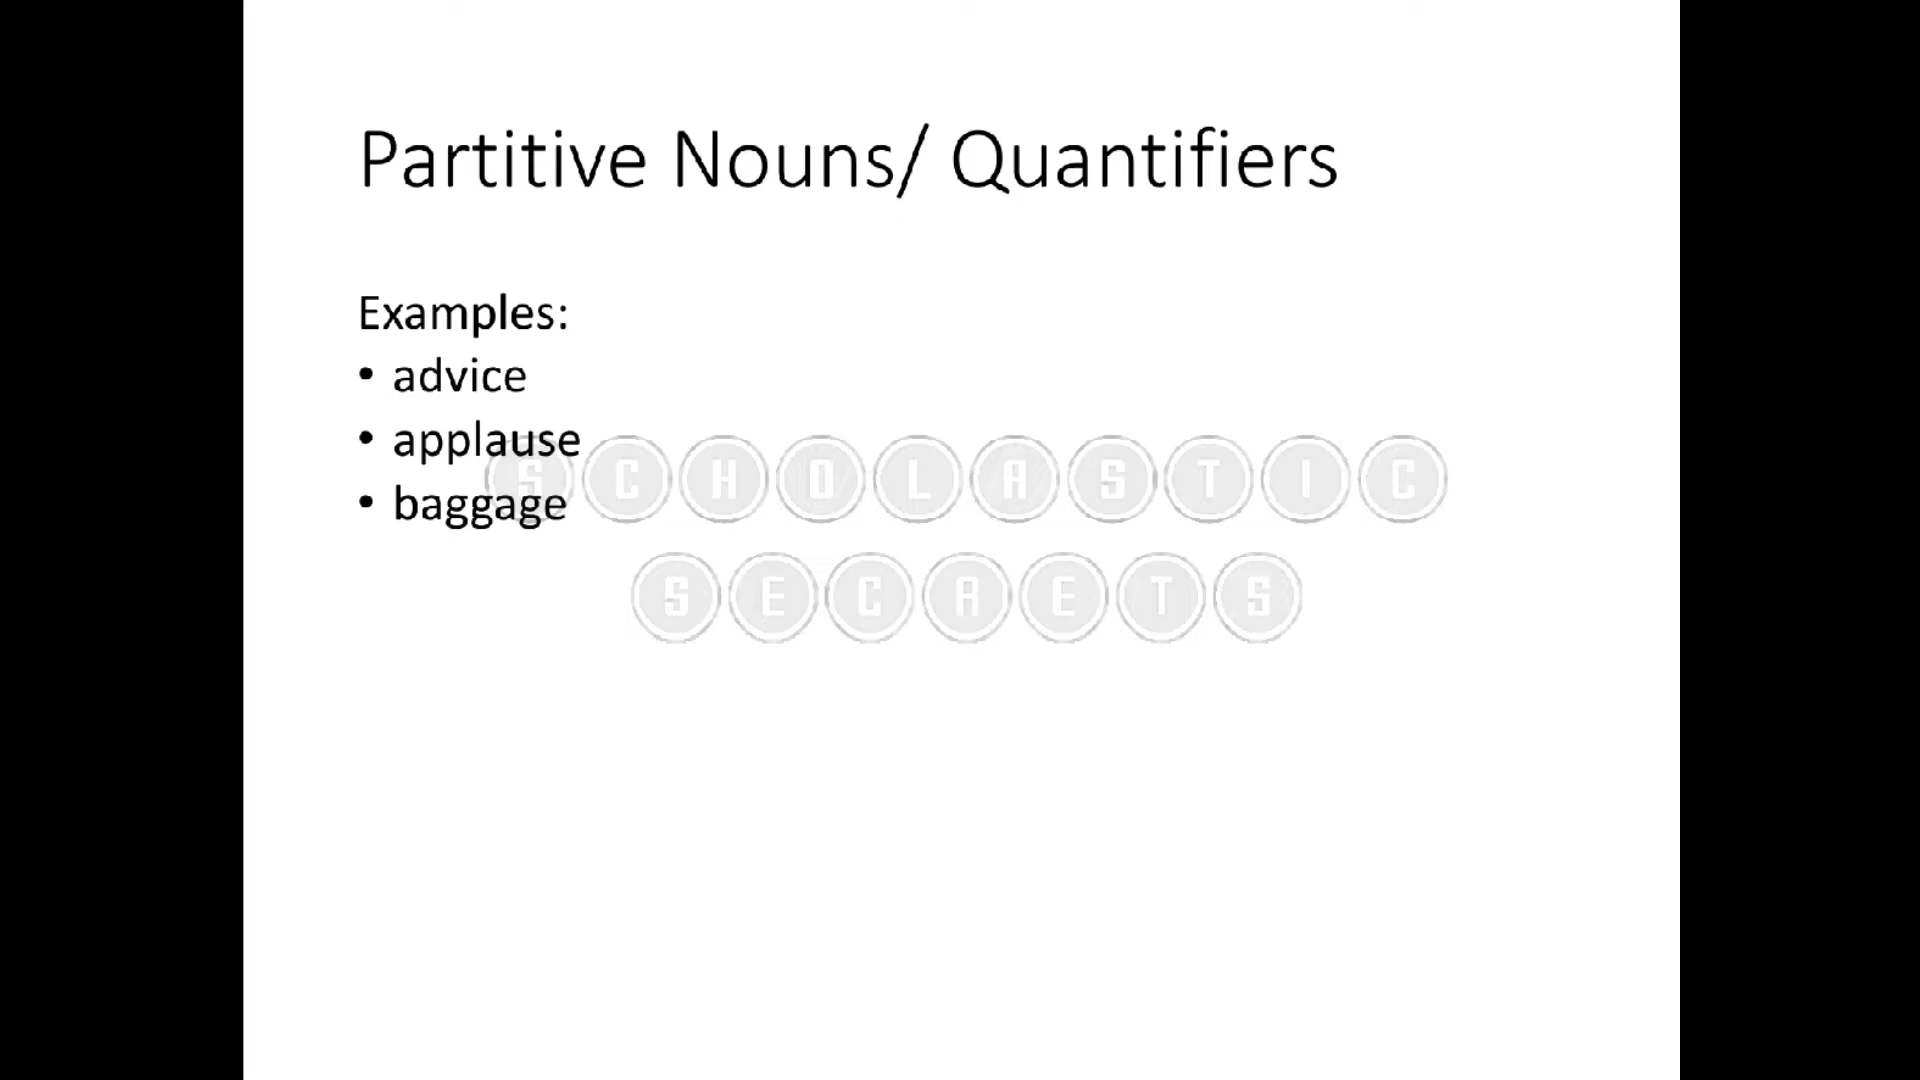 Partitive Nouns/ Quantifiers
Examples:
• advice
• applause
• baggage
SCHOLASTIC
SECRETS